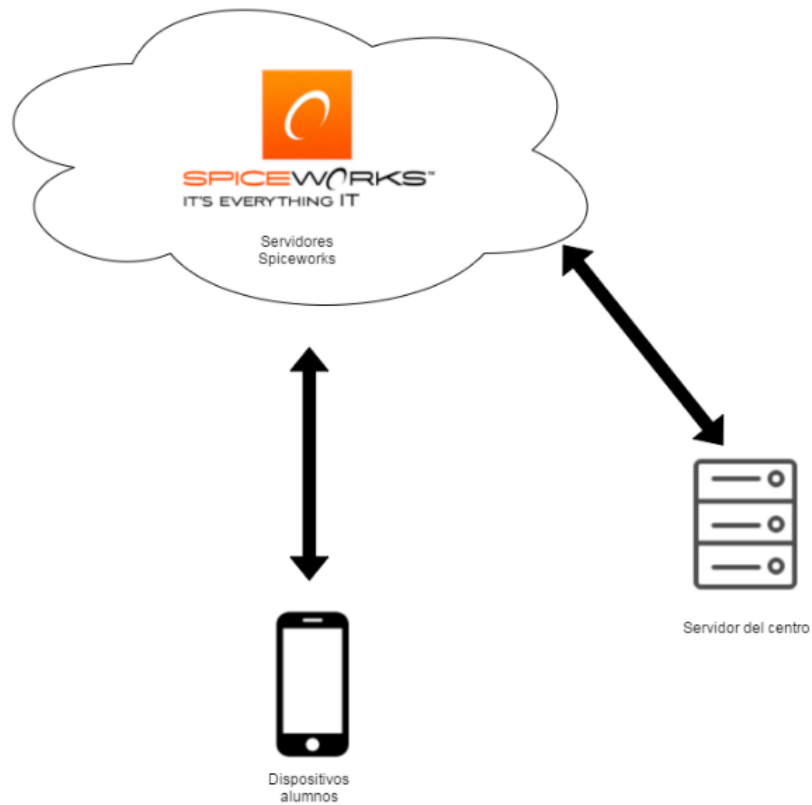 SPICEWORKS™
IT'S EVERYTHING IT
Servidores
Spiceworks
Servidor del centro
Dispositivos
alumnos